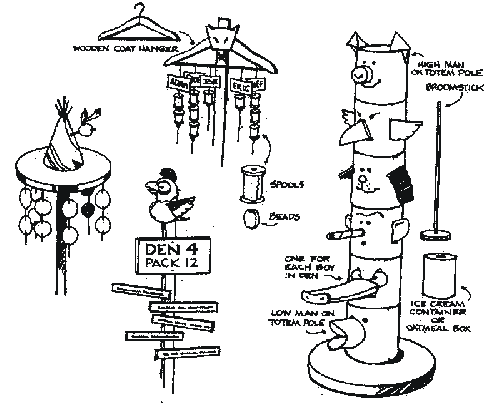 WOODEN COAT HANGER
ADAM
ERIC
HIGH MAN
ON TOTEM POLE
BROOMSTICK
SPOOLS
BEADS
DEN 4
PACK 12
ONE FOR
EACH BOY
IN DEN
LOW MAN ON
TOTEM POLE
ICE CREAM
CONTAINER
OR
OATMEAL BOX